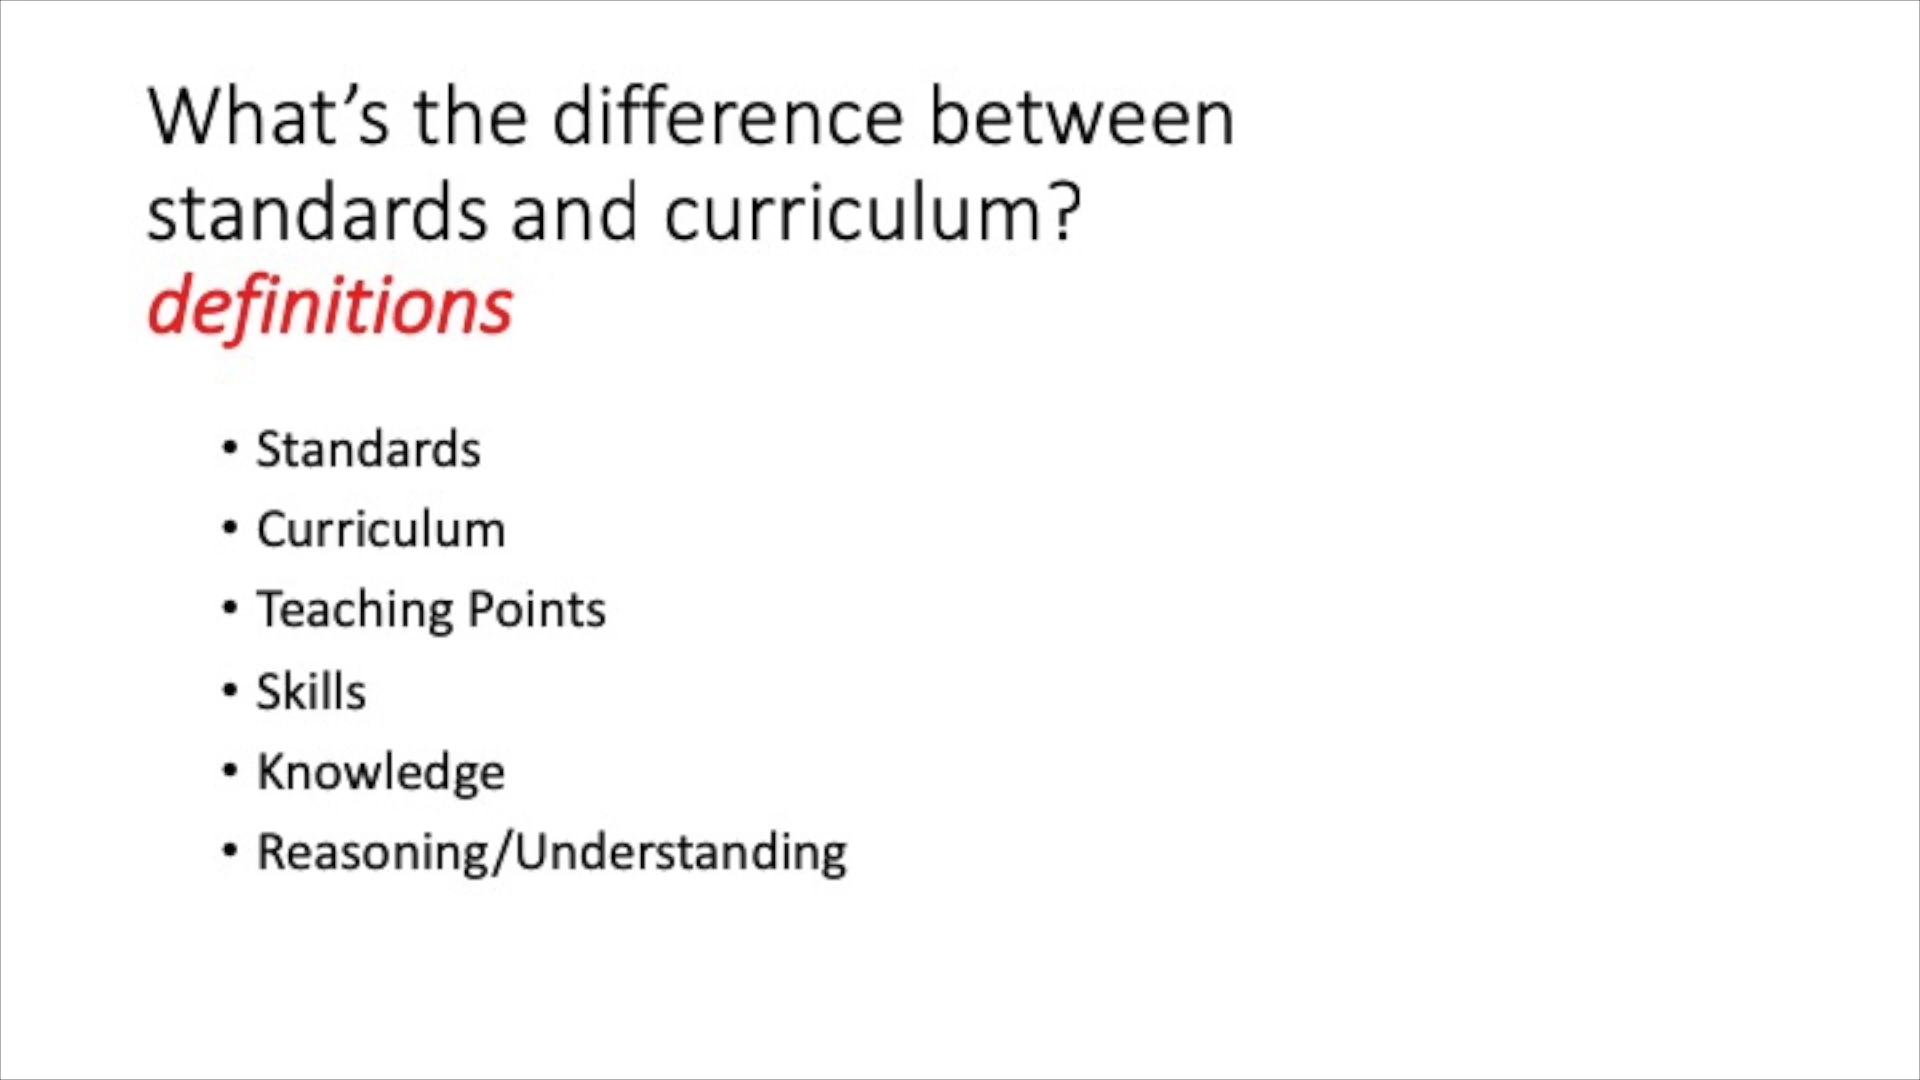 What’s the difference between
standards and curriculum?
definitions
• Standards
• Curriculum
• Teaching Points
• Skills
• Knowledge
• Reasoning/Understanding